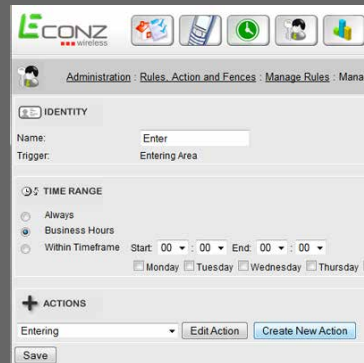 ECONZ
wireless
Administration : Rules, Action and Fences : Manage Rules : Mana
IDENTITY
Name: Enter
Trigger: Entering Area
TIME RANGE
Always
Business Hours
Within Timeframe Start: 00 : 00 End: 00 : 00
Monday Tuesday Wednesday Thursday
ACTIONS
Entering Edit Action Create New Action
Save